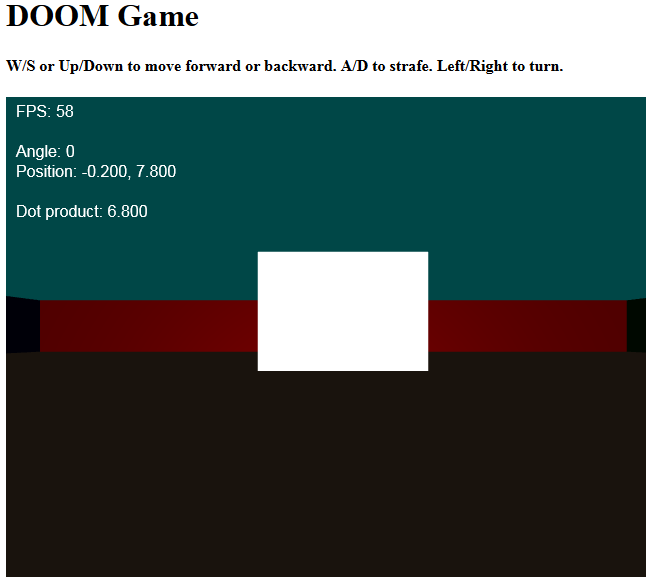 DOOM Game
W/S or Up/Down to move forward or backward. A/D to strafe. Left/Right to turn.
FPS: 58
Angle: 0
Position: -0.200, 7.800
Dot product: 6.800